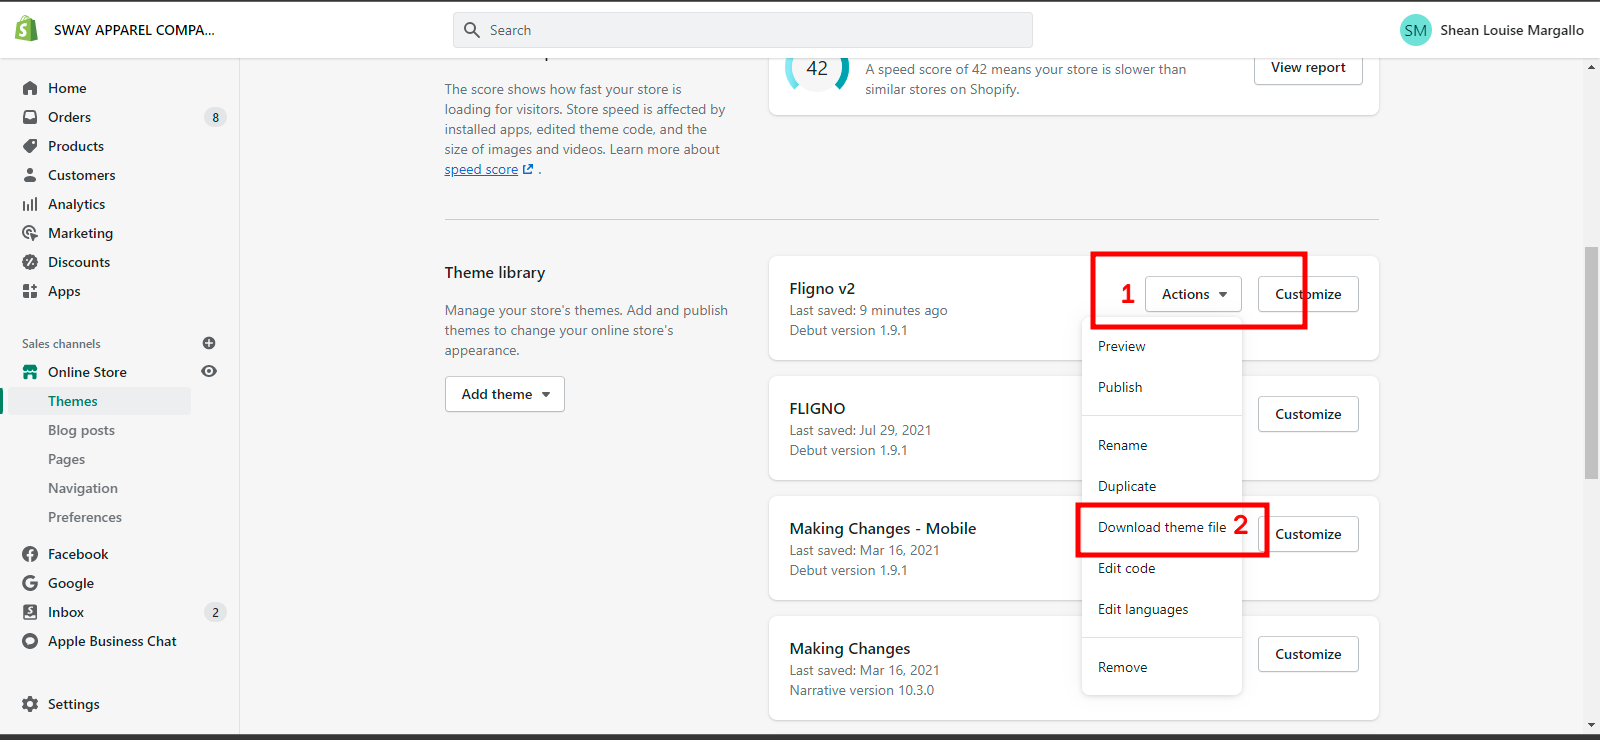 SWAY APPAREL COMPA...
Search
SM
Shean Louise Margallo
Home
Orders
8
Products
Customers
Analytics
Marketing
Discounts
Apps
Sales channels
Online Store
Themes
Blog posts
Pages
Navigation
Preferences
Facebook
Google
Inbox
2
Apple Business Chat
Settings
The score shows how fast your store is
loading for visitors. Store speed is affected by
installed apps, edited theme code, and the
size of images and videos. Learn more about
speed score .
42
A speed score of 42 means your store is slower than
similar stores on Shopify.
View report
Theme library
Manage your store's themes. Add and publish
themes to change your online store's
appearance.
Add theme
Fligno v2
Last saved: 9 minutes ago
Debut version 1.9.1
1
Actions
Customize
Preview
Publish
Rename
Duplicate
Download theme file
2
Edit code
Edit languages
Remove
FLIGNO
Last saved: Jul 29, 2021
Debut version 1.9.1
Customize
Making Changes - Mobile
Last saved: Mar 16, 2021
Debut version 1.9.1
Customize
Making Changes
Last saved: Mar 16, 2021
Narrative version 10.3.0
Customize